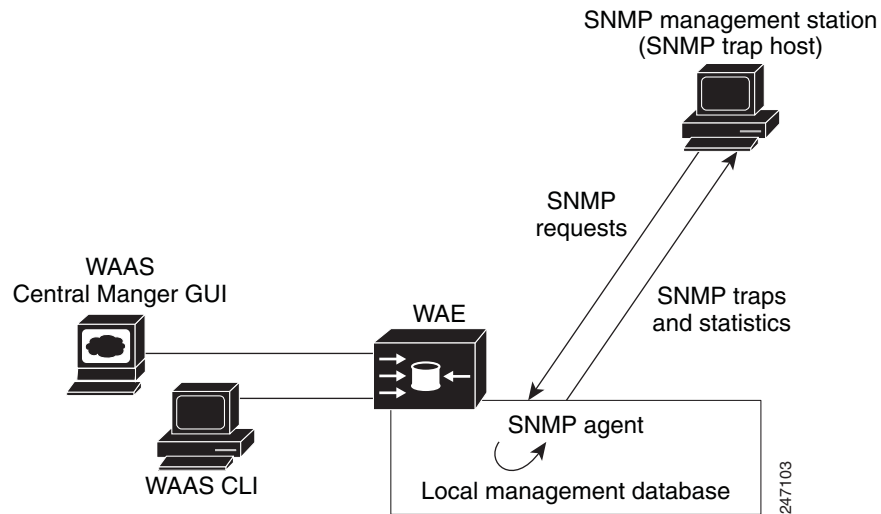 SNMP management station
(SNMP trap host)
SNMP
requests
WAAS
Central Manger GUI
SNMP traps
and statistics
WAE
SNMP agent
WAAS CLI
Local management database
247103